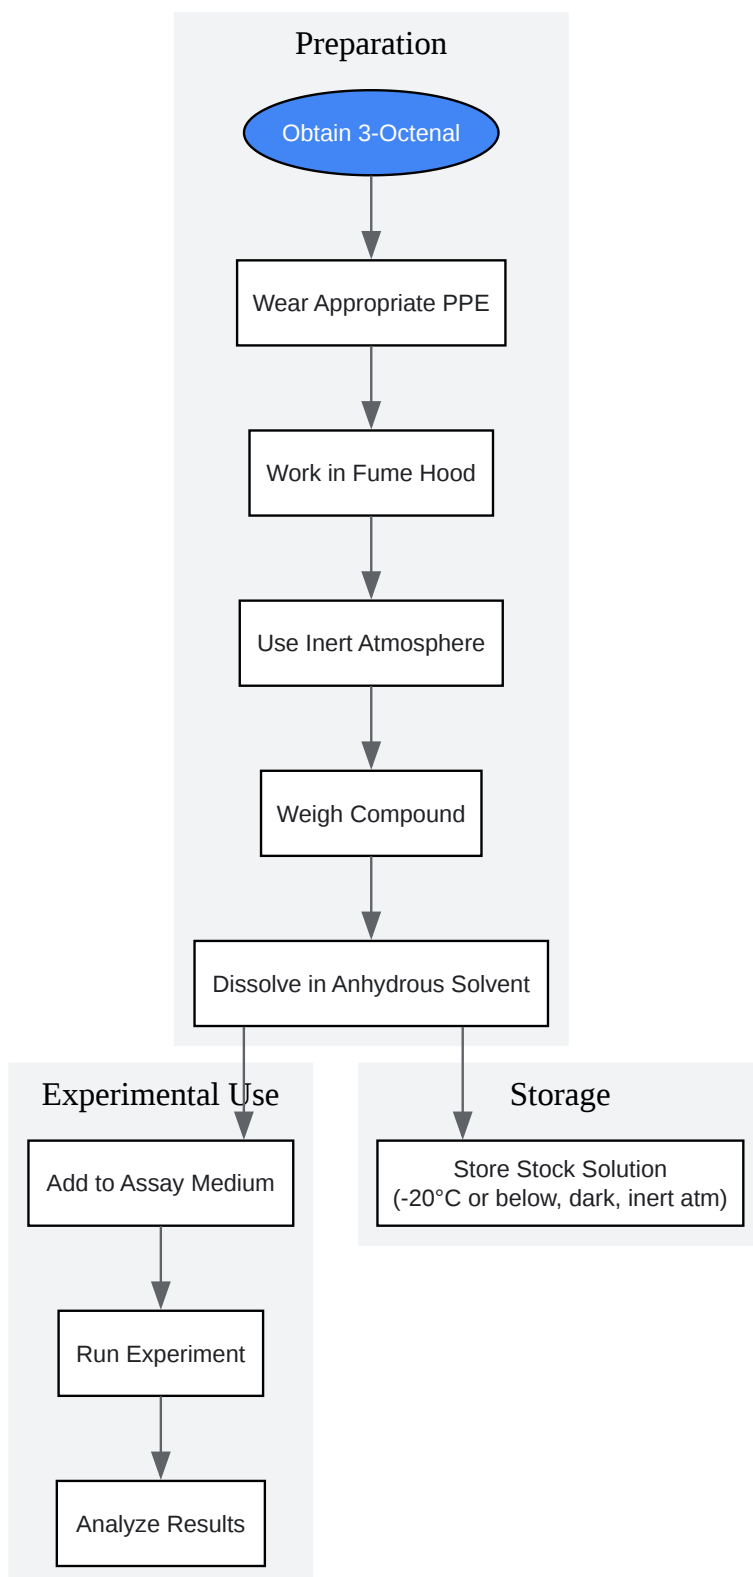 Preparation
Obtain 3-Octenal
Wear Appropriate PPE
Work in Fume Hood
Use Inert Atmosphere
Weigh Compound
Dissolve in Anhydrous Solvent
Experimental Use
Add to Assay Medium
Run Experiment
Analyze Results
Storage
Store Stock Solution
(-20°C or below, dark, inert atm)